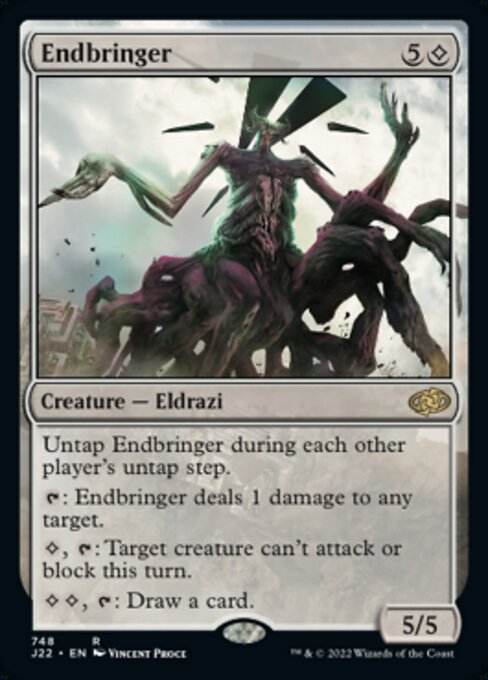 Endbringer 5◇
Creature — Eldrazi
Untap Endbringer during each other
player's untap step.
: Endbringer deals 1 damage to any
target.
◇, : Target creature can't attack or
block this turn.
◇◇, : Draw a card.
5/5
748 R
J22 • EN VINCENT PROCE
™ & © 2022 Wizards of the Coast